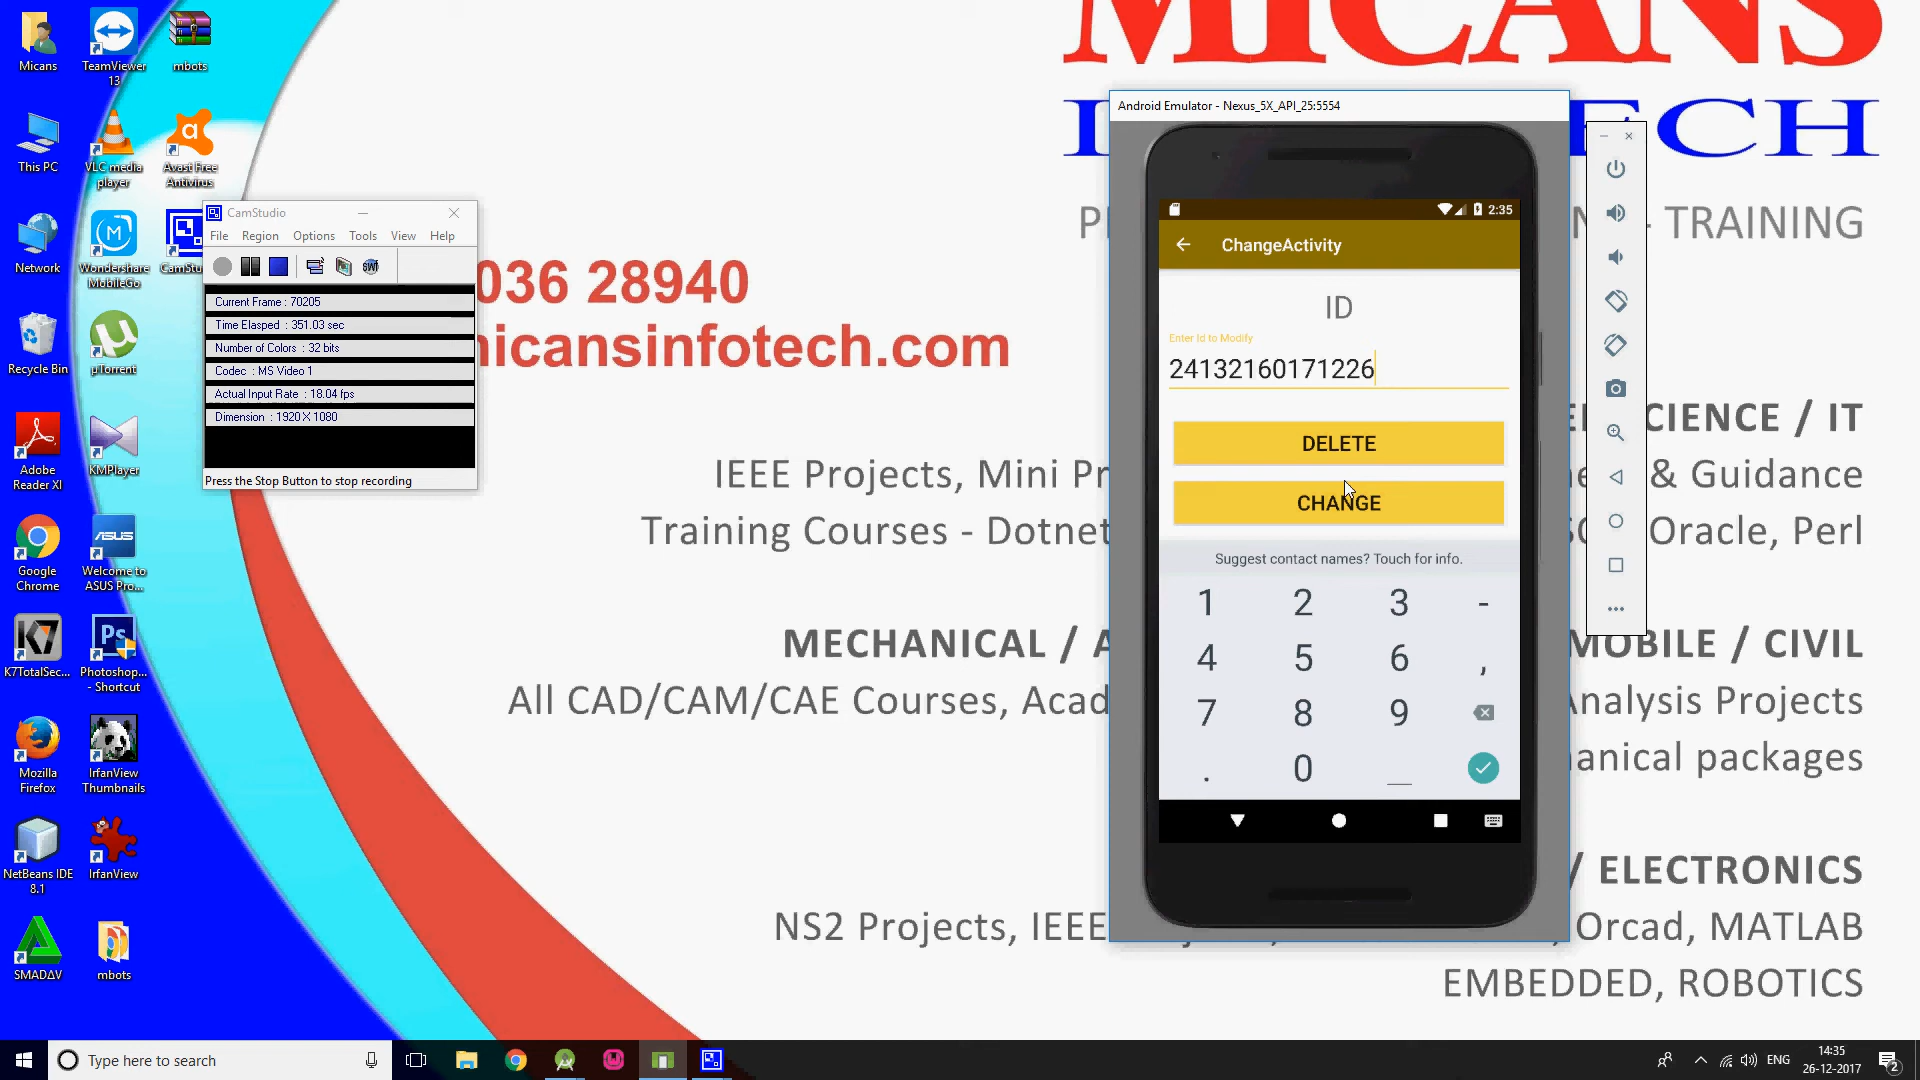 Micans
TeamViewer 13
mbots
This PC
VLC media player
Avast Free Antivirus
Network
Wondershare MobileGo
CamStu
Recycle Bin
µTorrent
Adobe Reader XI
KMPlayer
Google Chrome
Welcome to ASUS Pro...
K7TotalSec...
Photoshop... - Shortcut
Mozilla Firefox
IrfanView Thumbnails
NetBeans IDE 8.1
IrfanView
SMADΔV
mbots
CamStudio
File Region Options Tools View Help
Current Frame : 70205
Time Elasped : 351.03 sec
Number of Colors : 32 bits
Codec : MS Video 1
Actual Input Rate : 18.04 fps
Dimension : 1920 X 1080
Press the Stop Button to stop recording
MICANS
036 28940
micansinfotech.com
TRAINING
CIENCE / IT
IEEE Projects, Mini Pr
& Guidance
Training Courses - Dotnet
Oracle, Perl
MECHANICAL / A
MOBILE / CIVIL
All CAD/CAM/CAE Courses, Acad
Analysis Projects
anical packages
/ ELECTRONICS
NS2 Projects, IEEE
Orcad, MATLAB
EMBEDDED, ROBOTICS
Android Emulator - Nexus_5X_API_25:5554
2:35
ChangeActivity
ID
Enter Id to Modify
24132160171226
DELETE
CHANGE
Suggest contact names? Touch for info.
1 2 3 -
4 5 6 ,
7 8 9
. 0 _
Type here to search
ENG
14:35
26-12-2017
2